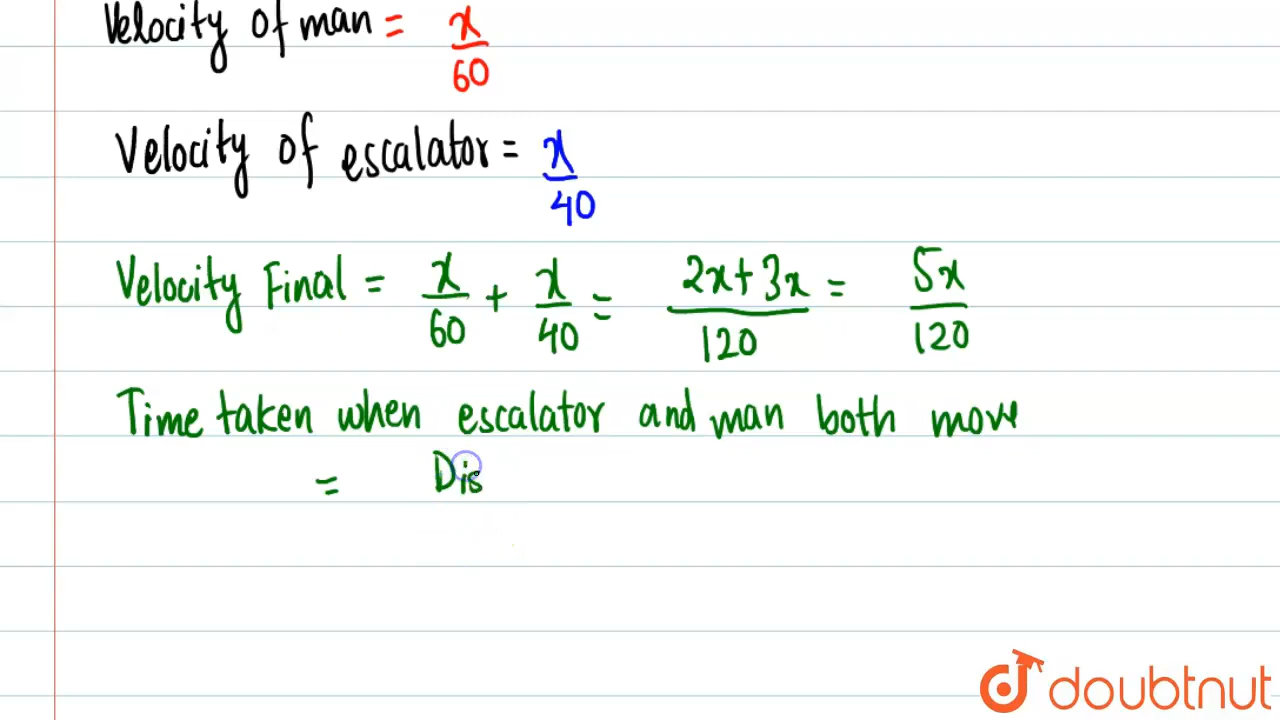 Velocity of man = x/60
Velocity of escalator = x/40
Velocity Final = x/60 + x/40 = 2x+3x/120 = 5x/120
Time taken when escalator and man both move
= Dis
doubtnut